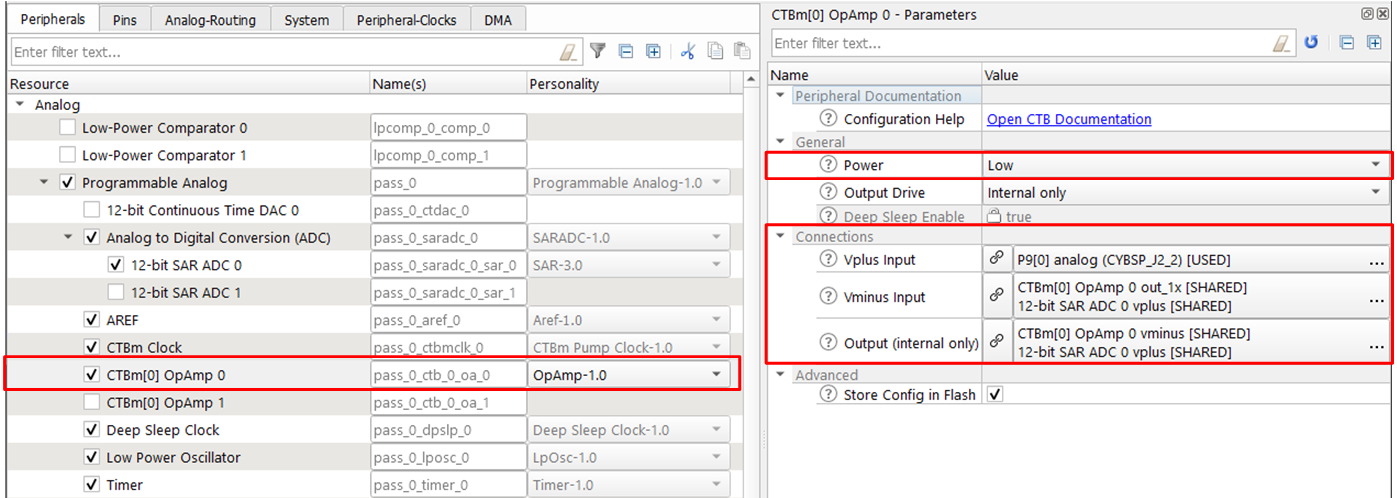 Peripherals Pins Analog-Routing System Peripheral-Clocks DMA
Enter filter text...
Resource Name(s) Personality
Analog
Low-Power Comparator 0 lpcomp_0_comp_0
Low-Power Comparator 1 lpcomp_0_comp_1
Programmable Analog pass_0 Programmable Analog-1.0
12-bit Continuous Time DAC 0 pass_0_ctdac_0
Analog to Digital Conversion (ADC) pass_0_saradc_0 SARADC-1.0
12-bit SAR ADC 0 pass_0_saradc_0_sar_0 SAR-3.0
12-bit SAR ADC 1 pass_0_saradc_0_sar_1
AREF pass_0_aref_0 Aref-1.0
CTBm Clock pass_0_ctbmclk_0 CTBm Pump Clock-1.0
CTBm[0] OpAmp 0 pass_0_ctb_0_oa_0 OpAmp-1.0
CTBm[0] OpAmp 1 pass_0_ctb_0_oa_1
Deep Sleep Clock pass_0_dpslp_0 Deep Sleep Clock-1.0
Low Power Oscillator pass_0_lposc_0 LpOsc-1.0
Timer pass_0_timer_0 Timer-1.0
CTBm[0] OpAmp 0 - Parameters
Enter filter text...
Name Value
Peripheral Documentation
Configuration Help Open CTB Documentation
General
Power Low
Output Drive Internal only
Deep Sleep Enable true
Connections
Vplus Input P9[0] analog (CYBSP_J2_2) [USED] ...
Vminus Input CTBm[0] OpAmp 0 out_1x [SHARED]
12-bit SAR ADC 0 vplus [SHARED] ...
Output (internal only) CTBm[0] OpAmp 0 vminus [SHARED]
12-bit SAR ADC 0 vplus [SHARED] ...
Advanced
Store Config in Flash